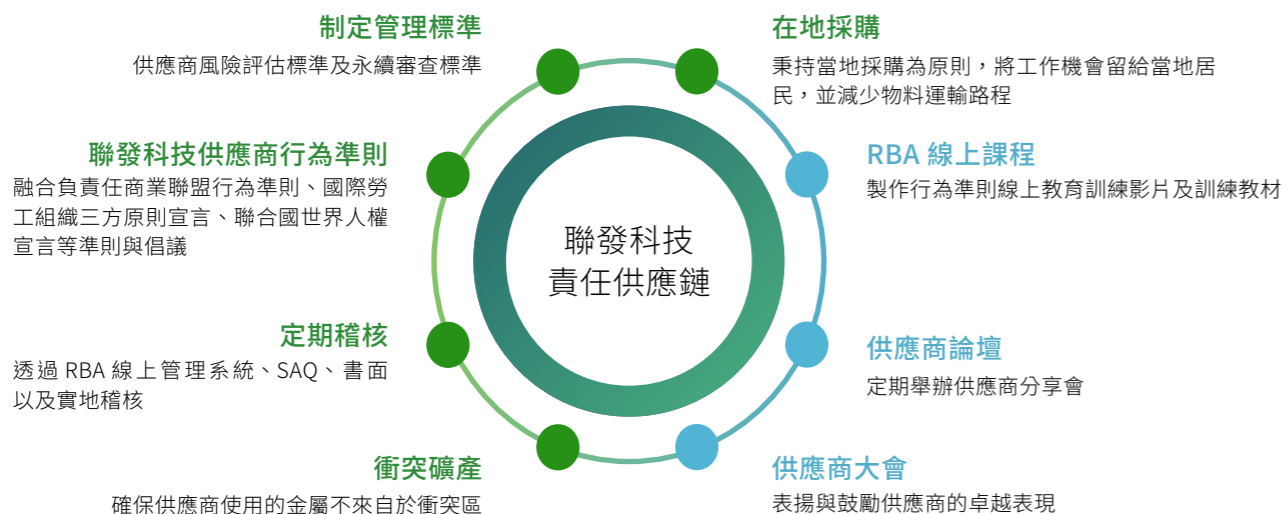 制定管理標準
供應商風險評估標準及永續審查標準
聯發科技供應商行為準則
融合負責任商業聯盟行為準則、國際勞
工組織三方原則宣言、聯合國世界人權
宣言等準則與倡議
定期稽核
透過 RBA 線上管理系統、SAQ、書面
以及實地稽核
衝突礦產
確保供應商使用的金屬不來自於衝突區
聯發科技
責任供應鏈
在地採購
秉持當地採購為原則，將工作機會留給當地居
民，並減少物料運輸路程
RBA 線上課程
製作行為準則線上教育訓練影片及訓練教材
供應商論壇
定期舉辦供應商分享會
供應商大會
表揚與鼓勵供應商的卓越表現